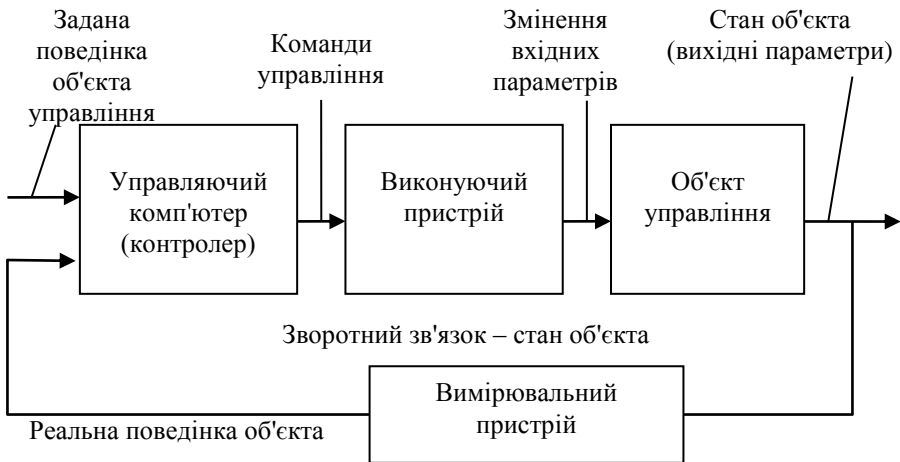 Задана
поведінка
об'єкта
управління
Команди
управління
Змінення
вхідних
параметрів
Стан об'єкта
(вихідні параметри)
Управляючий
комп'ютер
(контролер)
Виконуючий
пристрій
Об'єкт
управління
Зворотний зв'язок – стан об'єкта
Вимірювальний
пристрій
Реальна поведінка об'єкта